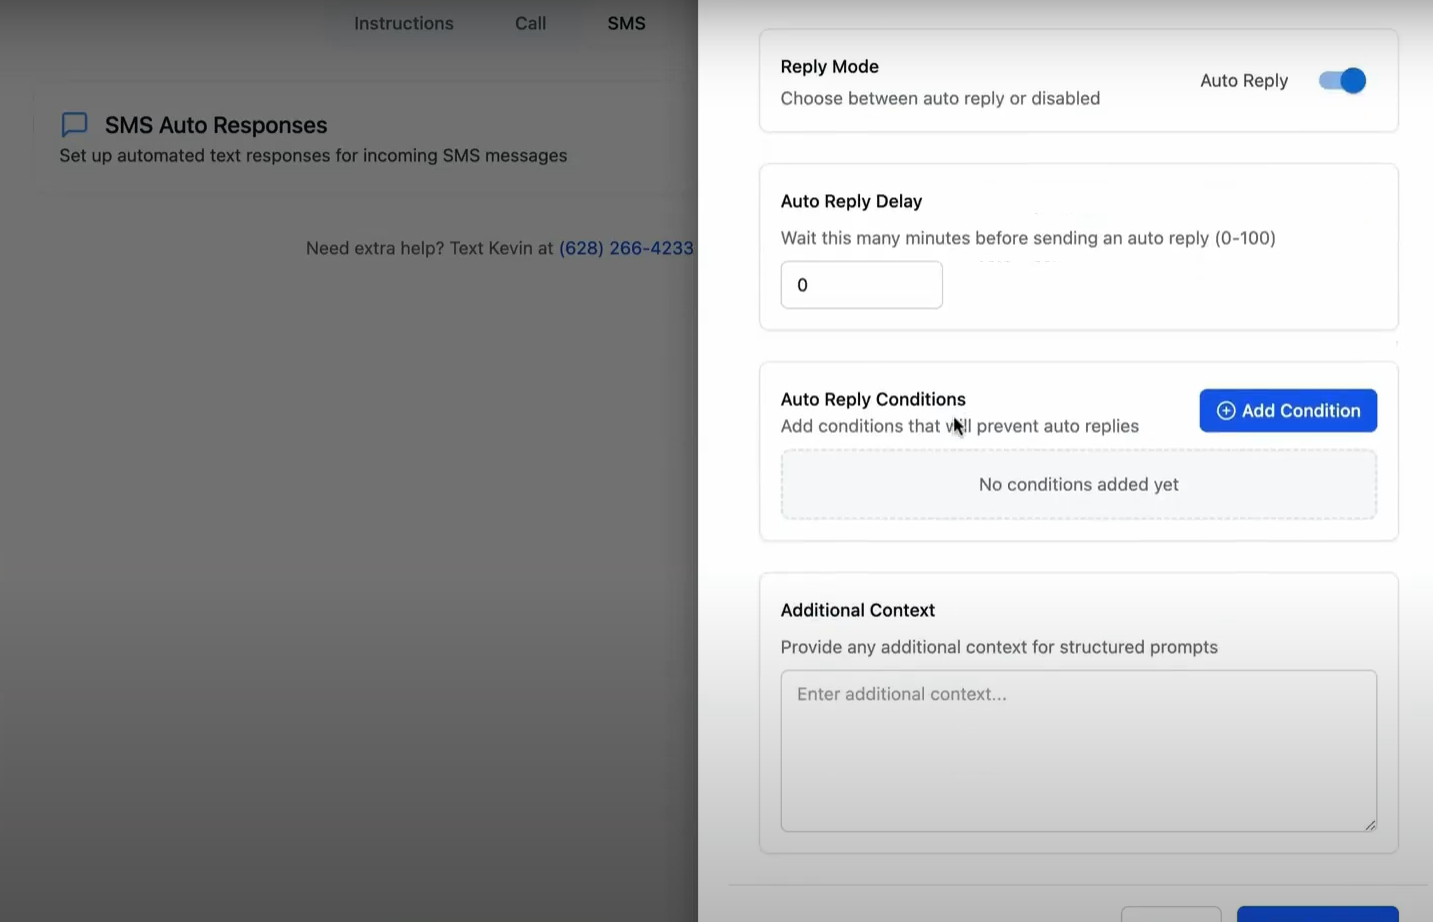 Instructions
Call
SMS
SMS Auto Responses
Set up automated text responses for incoming SMS messages
Need extra help? Text Kevin at (628) 266-4233
Reply Mode
Choose between auto reply or disabled
Auto Reply
Auto Reply Delay
Wait this many minutes before sending an auto reply (0-100)
0
Auto Reply Conditions
Add conditions that will prevent auto replies
Add Condition
No conditions added yet
Additional Context
Provide any additional context for structured prompts
Enter additional context...